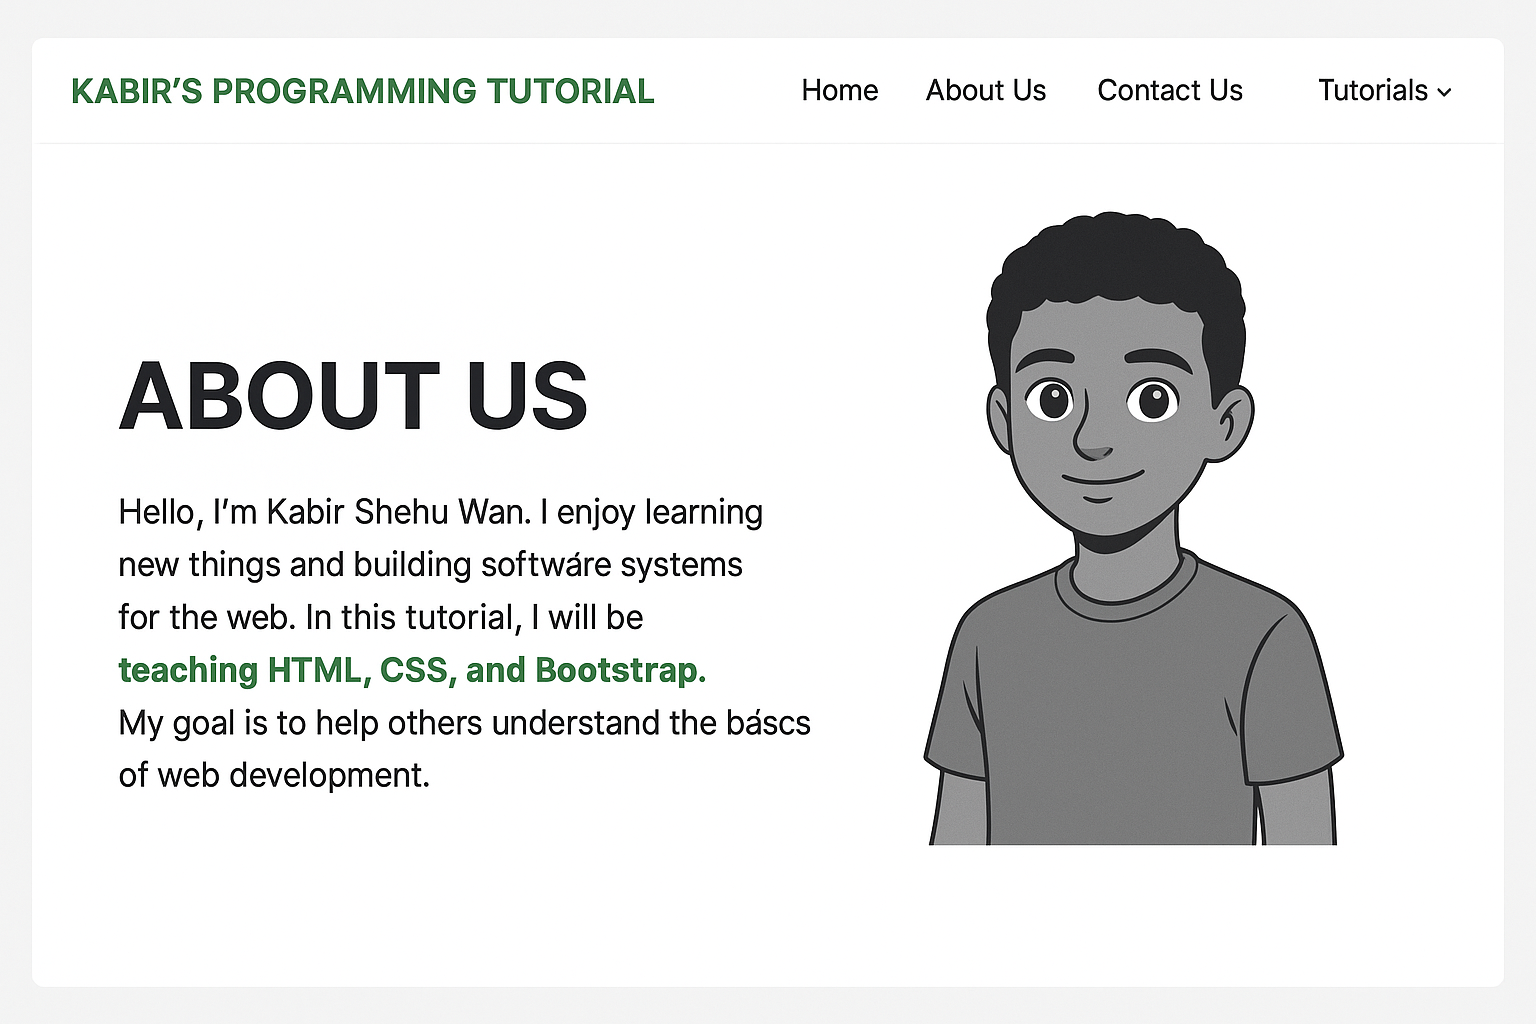 KABIR’S PROGRAMMING TUTORIAL
Home
About Us
Contact Us
Tutorials
ABOUT US
Hello, I’m Kabir Shehu Wan. I enjoy learning
new things and building softwáre systems
for the web. In this tutorial, I will be
teaching HTML, CSS, and Bootstrap.
My goal is to help others understand the báscs
of web development.